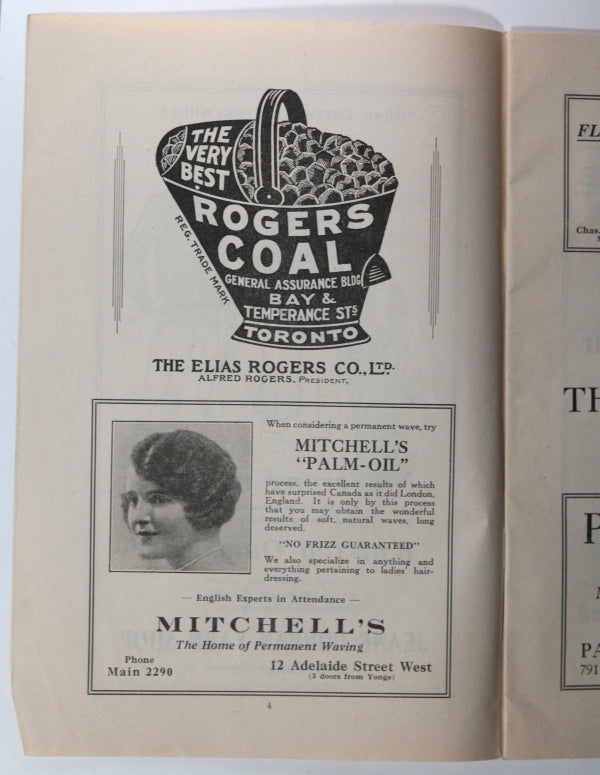 THE
VERY
BEST
ROGERS
COAL
GENERAL ASSURANCE BLDG
BAY &
TEMPERANCE STS
TORONTO
REG. TRADE MARK
THE ELIAS ROGERS CO., LTD.
ALFRED ROGERS, PRESIDENT,
When considering a permanent wave, try
MITCHELL'S
"PALM-OIL"
process, the excellent results of which
have surprised Canada as it did London,
England. It is only by this process
that you may obtain the wonderful
results of soft, natural waves, long
deserved.
"NO FRIZZ GUARANTEED"
We also specialize in anything and
everything pertaining to ladies' hair-
dressing.
— English Experts in Attendance —
MITCHELL'S
The Home of Permanent Waving
Phone
Main 2290
12 Adelaide Street West
(3 doors from Yonge)
4
FL
Chas.
TH
P
PA
791